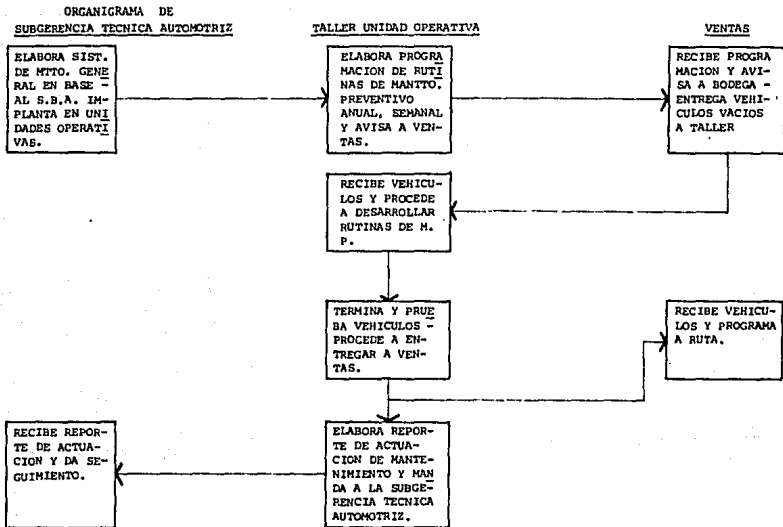 ORGANIGRAMA DE
SUBGERENCIA TECNICA AUTOMOTRIZ
TALLER UNIDAD OPERATIVA
VENTAS
ELABORA SIST.
DE MTTO. GENE
RAL EN BASE -
AL S.B.A. IM-
PLANTA EN UNI
DADES OPERATI
VAS.
ELABORA PROGRA
MACION DE RUTI
NAS DE MANTTO.
PREVENTIVO
ANUAL, SEMANAL
Y AVISA A VEN-
TAS.
RECIBE PROGRA
MACION Y AVI-
SA A BODEGA -
ENTREGA VEHI-
CULOS VACIOS
A TALLER
RECIBE VEHICU-
LOS Y PROCEDE
A DESARROLLAR
RUTINAS DE M.
P.
TERMINA Y PRUE
BA VEHICULOS -
PROCEDE A EN-
TREGAR A VEN-
TAS.
RECIBE VEHICU-
LOS Y PROGRAMA
A RUTA.
ELABORA REPOR-
TE DE ACTUA-
CION DE MANTE-
NIMIENTO Y MAN
DA A LA SUBGE-
RENCIA TECNICA
AUTOMOTRIZ.
RECIBE REPOR-
TE DE ACTUA-
CION Y DA SE-
GUIMIENTO.